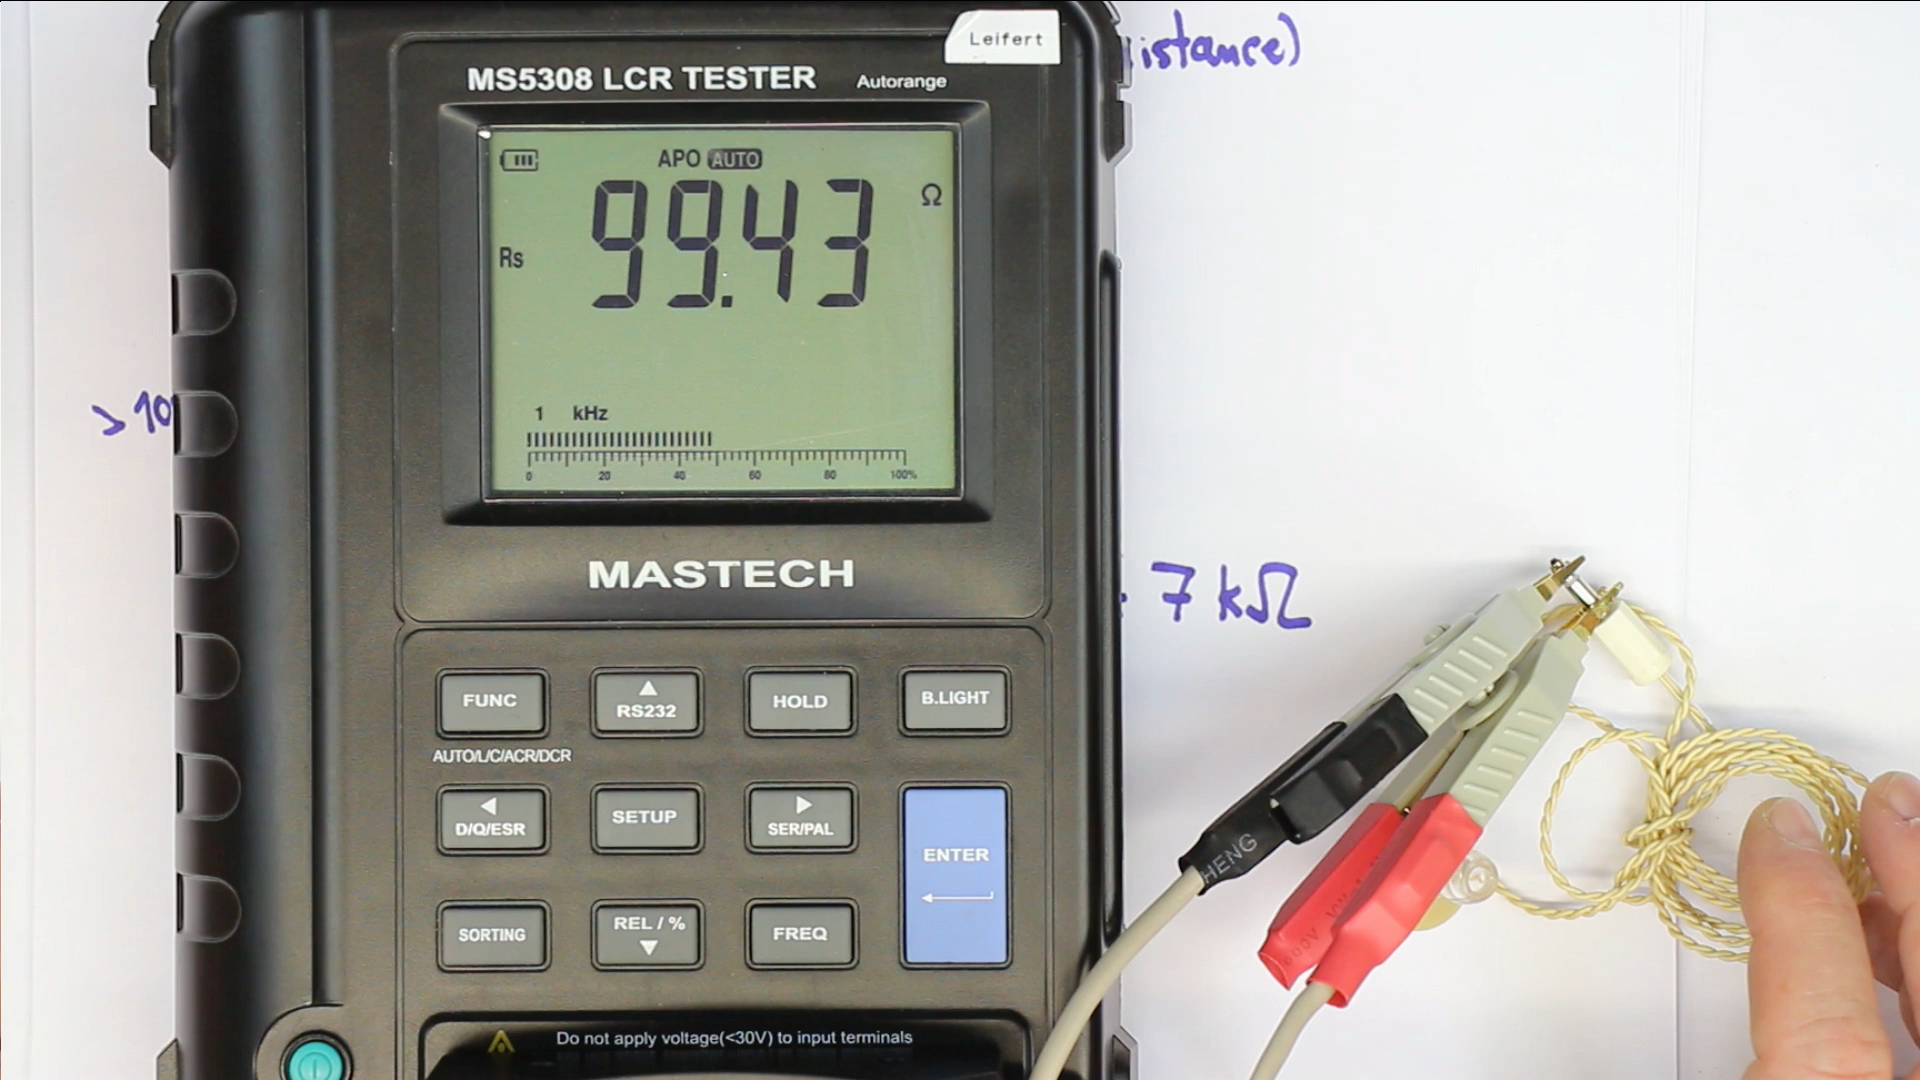 Leifert
istance)
MS5308 LCR TESTER Autorange
APO AUTO
99.43 Ω
Rs
1 kHz
0 20 40 60 80 100%
> 10
MASTECH
7 kΩ
FUNC ▲ RS232 HOLD B.LIGHT
AUTO/L/C/ACR/DCR
◀ D/Q/ESR SETUP ▶ SER/PAL
ENTER
HENG
SORTING REL / % ▼ FREQ
600V
Do not apply voltage(<30V) to input terminals